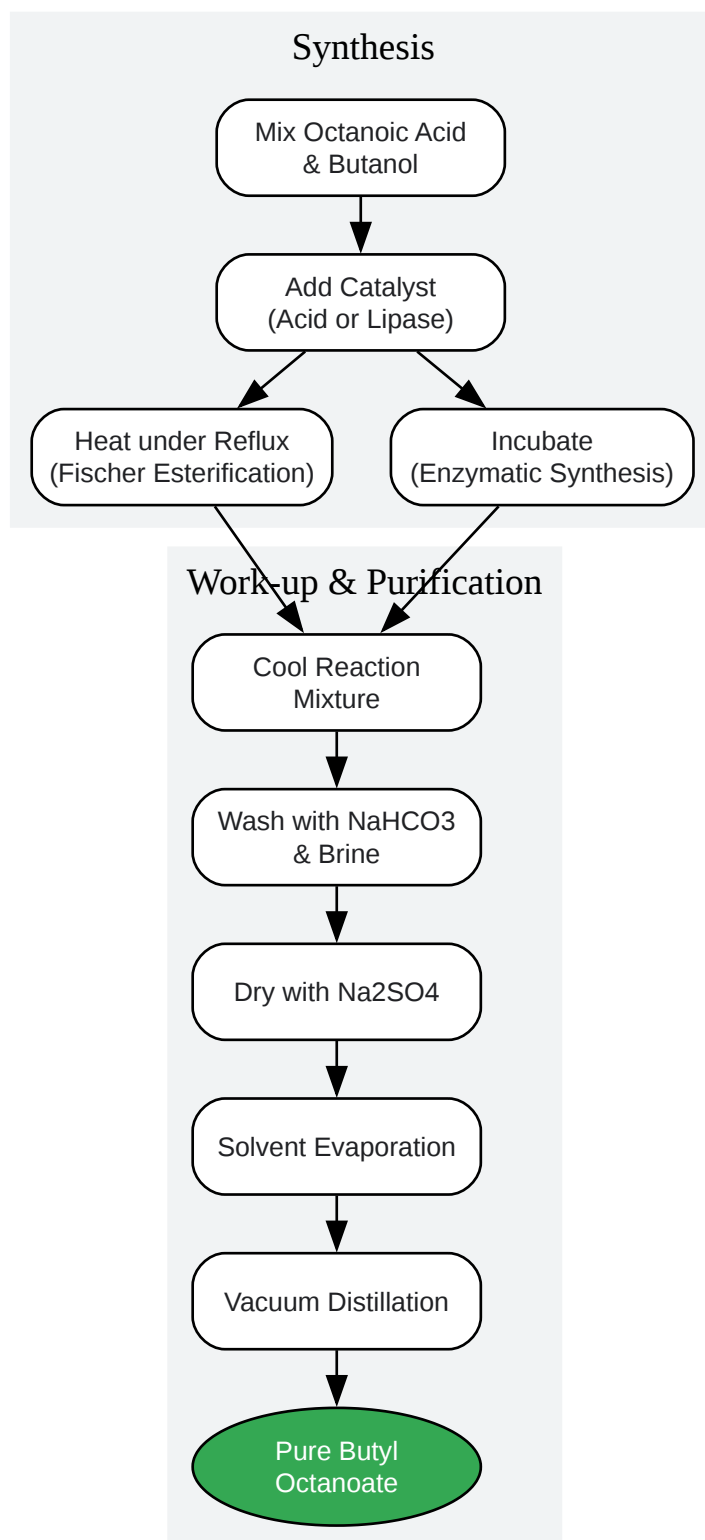 Synthesis
Mix Octanoic Acid
& Butanol
Add Catalyst
(Acid or Lipase)
Heat under Reflux
(Fischer Esterification)
Incubate
(Enzymatic Synthesis)
Work-up & Purification
Cool Reaction
Mixture
Wash with NaHCO3
& Brine
Dry with Na2SO4
Solvent Evaporation
Vacuum Distillation
Pure Butyl
Octanoate